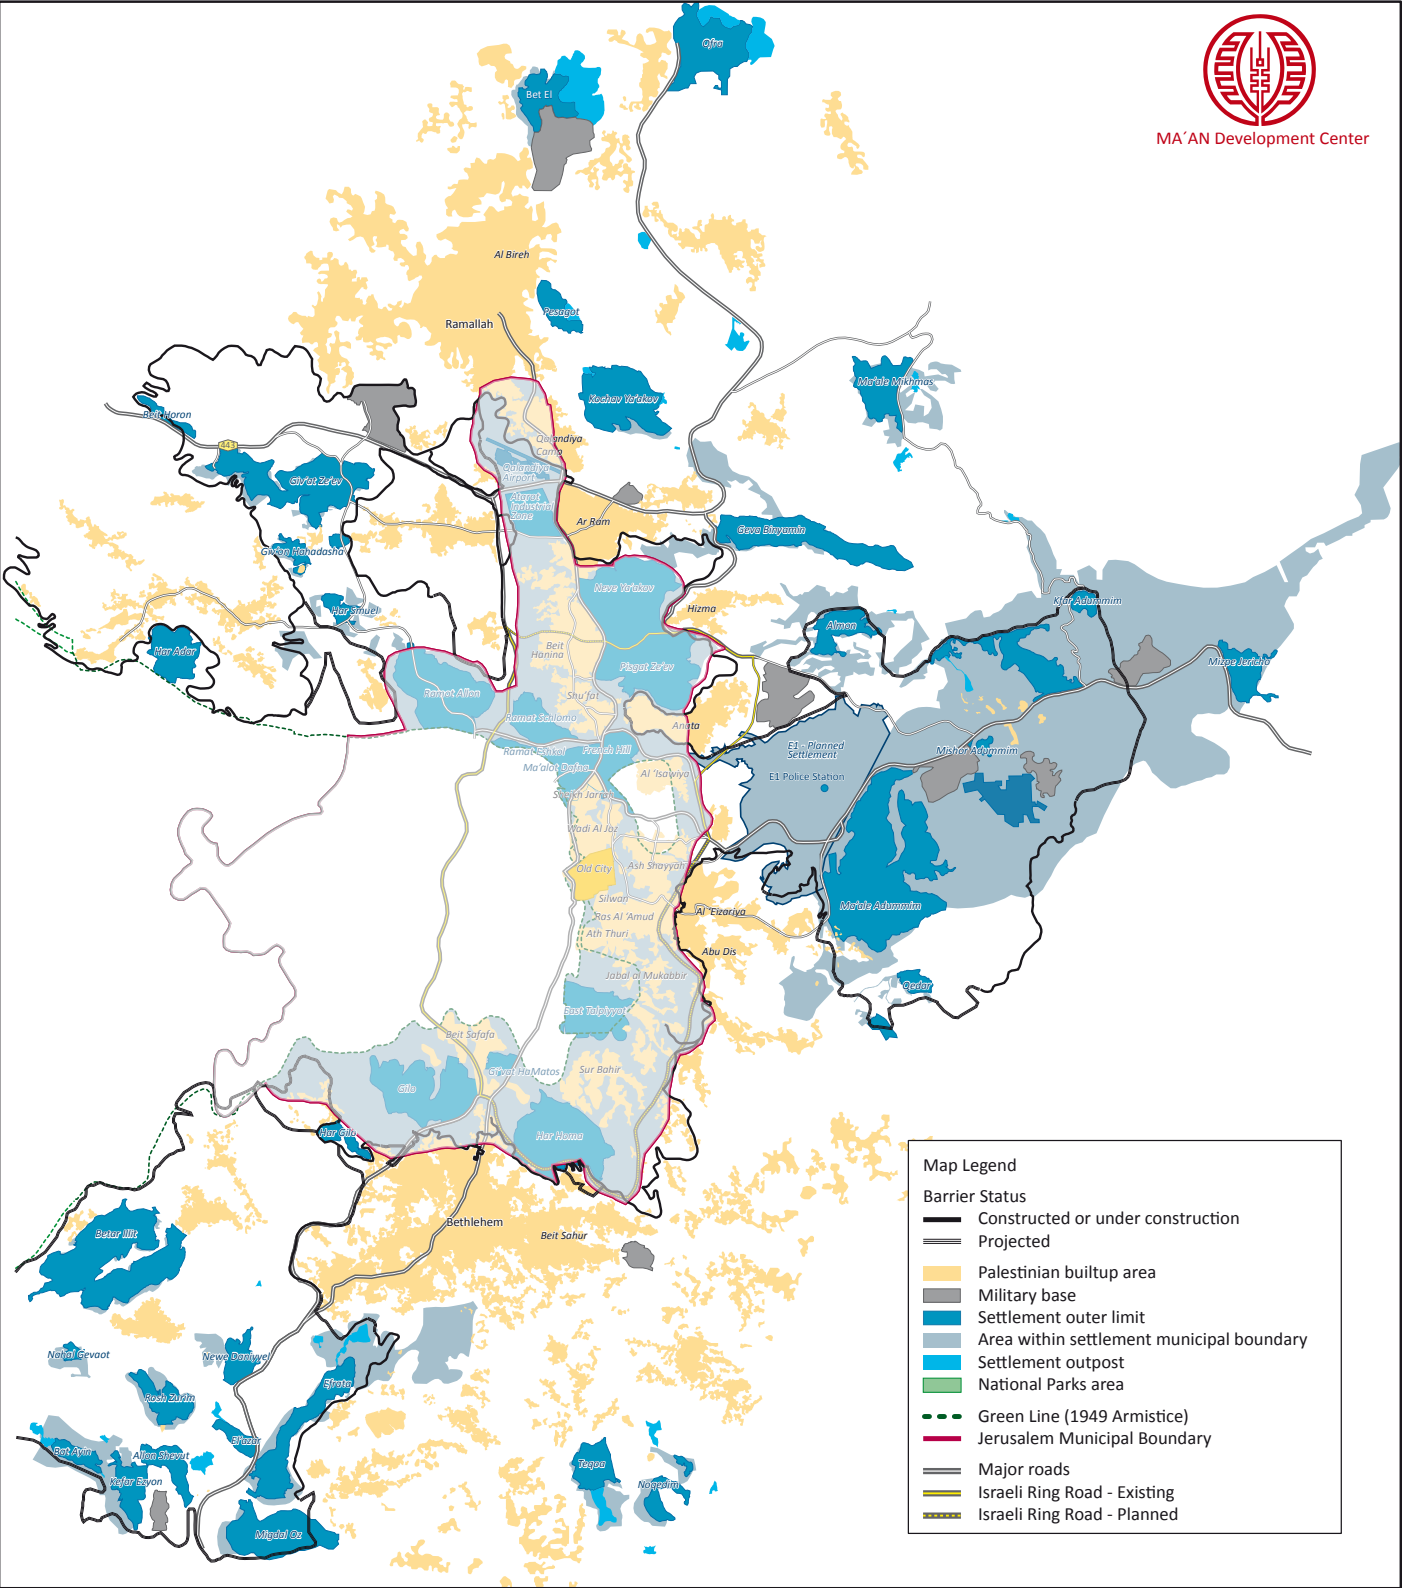 Ofra
MA´AN Development Center
Bet El
Al Bireh
Pesagot
Ramallah
Ma'ale Mikhmas
Kochav Ya'akov
Beit Horon
443
Qalandiya
Camp
Qalandiya
Airport
Giv'at Ze'ev
Atarot
Industrial
Zone
Ar Ram
Geva Binyamin
Giv'on Hahadasha
Neve Ya'akov
Kfar Adummim
Har Smuel
Hizma
Almon
Har Adar
Beit
Hanina
Pisgat Ze'ev
Mizpe Jericho
Ramat Allon
Shu'fat
Ramat Schlomo
Anata
Ramat Eshkol
French Hill
E1 - Planned
Settlement
Mishor Adummim
Ma'alot Dafna
Al 'Isawiya
E1 Police Station
Sheikh Jarrah
Wadi Al Joz
Old City
Ash Shayyah
Silwan
Ma'ale Adummim
Al 'Eizariya
Ras Al 'Amud
Ath Thuri
Abu Dis
Jabal al Mukabbir
Qedar
East Talpiyyot
Beit Safafa
Giv'at HaMatos
Sur Bahir
Gilo
Har Gilo
Har Homa
Bethlehem
Beit Sahur
Betar Illit
Nahal Gevaot
Newe Daniyyel
Efrata
Rosh Zurim
El'azar
Bat Ayin
Allon Shevut
Kefar Ezyon
Teqoa
Noqedim
Migdal Oz
Map Legend
Barrier Status
Constructed or under construction
Projected
Palestinian builtup area
Military base
Settlement outer limit
Area within settlement municipal boundary
Settlement outpost
National Parks area
Green Line (1949 Armistice)
Jerusalem Municipal Boundary
Major roads
Israeli Ring Road - Existing
Israeli Ring Road - Planned